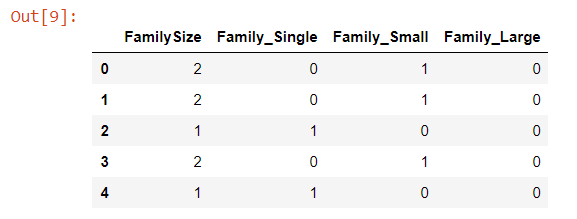 Out[9]:
FamilySize Family_Single Family_Small Family_Large
0 2 0 1 0
1 2 0 1 0
2 1 1 0 0
3 2 0 1 0
4 1 1 0 0